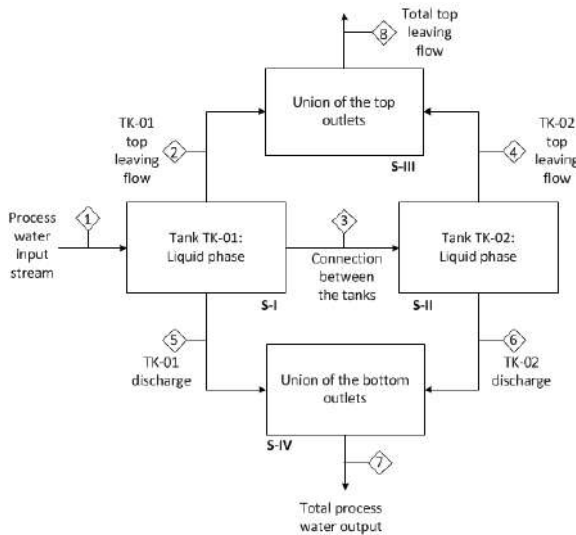 8
Total top
leaving
flow
Union of the top
outlets
S-III
TK-01
top
leaving
flow
2
4
TK-02
top
leaving
flow
Process
water
input
stream
1
Tank TK-01:
Liquid phase
S-I
3
Connection
between
the tanks
Tank TK-02:
Liquid phase
S-II
5
TK-01
discharge
6
TK-02
discharge
Union of the bottom
outlets
S-IV
7
Total process
water output